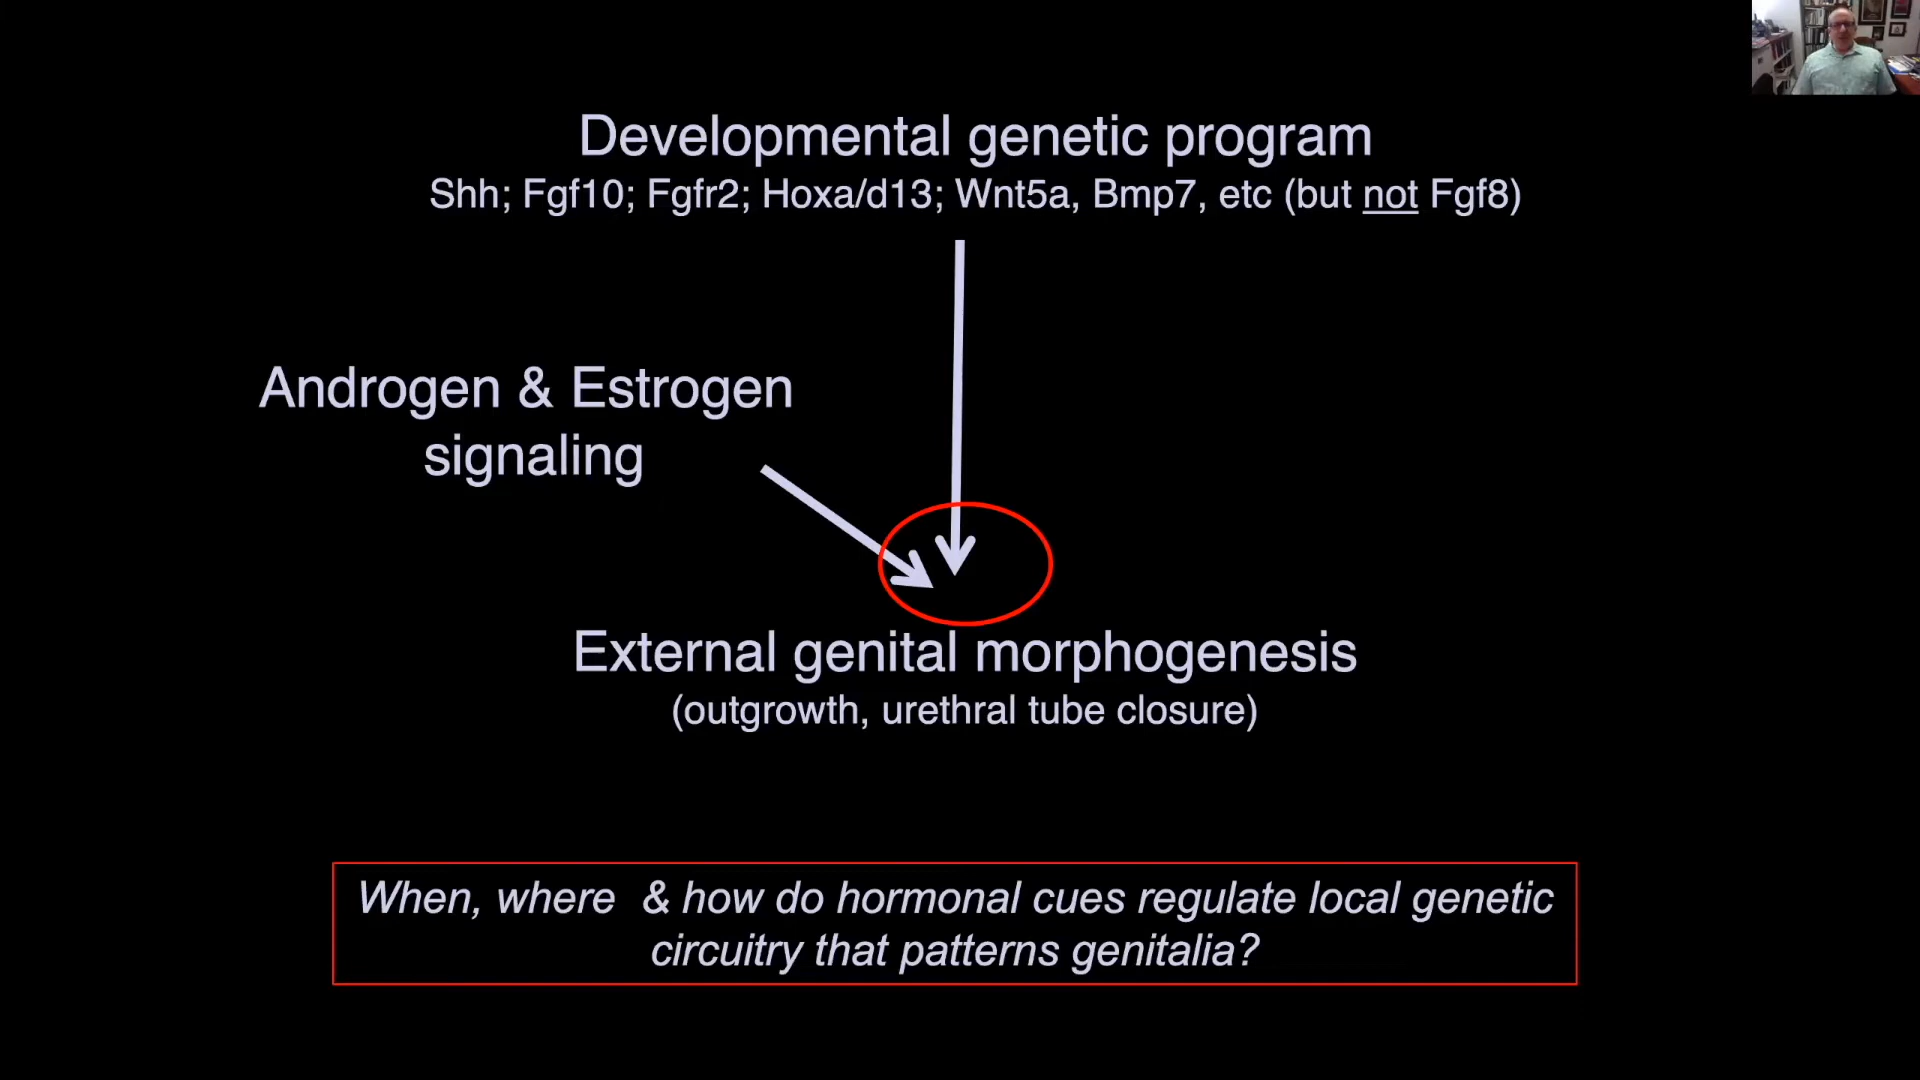 Developmental genetic program
Shh; Fgf10; Fgfr2; Hoxa/d13; Wnt5a, Bmp7, etc (but not Fgf8)
Androgen & Estrogen
signaling
External genital morphogenesis
(outgrowth, urethral tube closure)
When, where & how do hormonal cues regulate local genetic
circuitry that patterns genitalia?